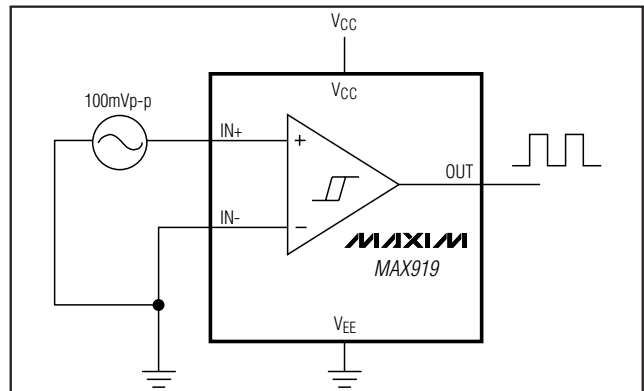 VCC
VCC
100mVp-p
IN+
+
OUT
IN-
−
MAXIM
MAX919
VEE